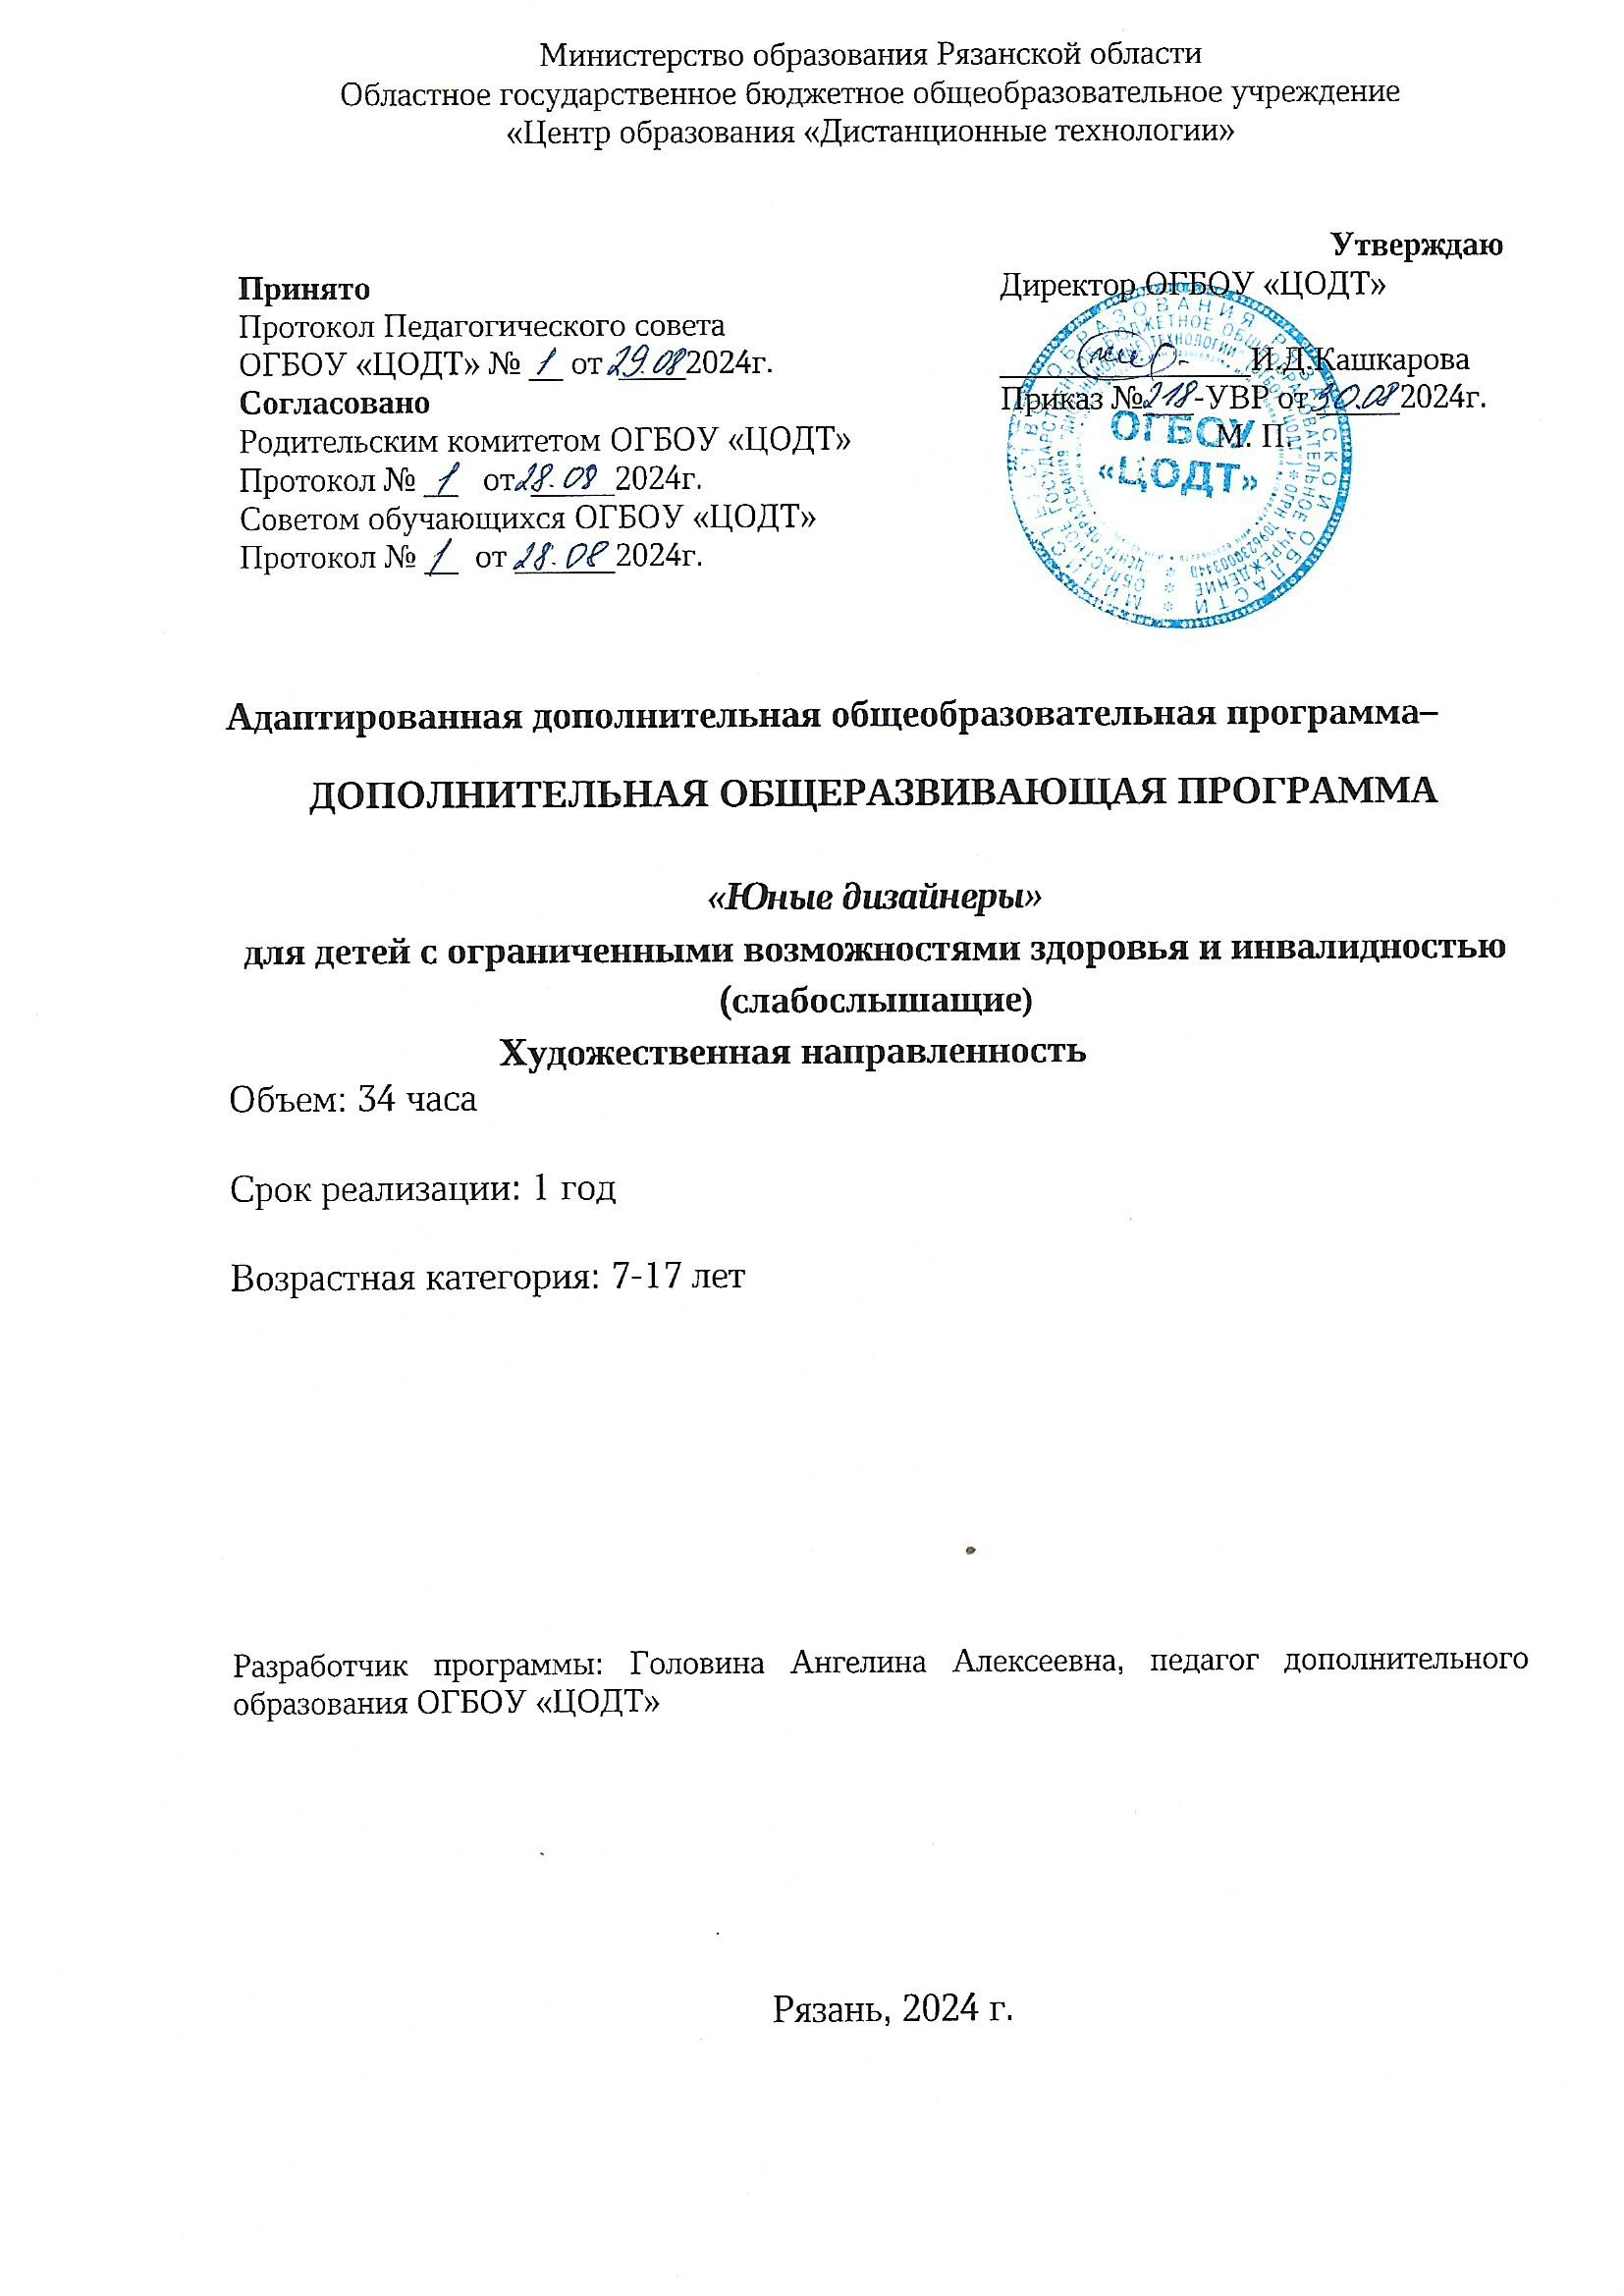 Министерство образования Рязанской области
Областное государственное бюджетное общеобразовательное учреждение
«Центр образования «Дистанционные технологии»
Принято
Протокол Педагогического совета
ОГБОУ «ЦОДТ» № 1 от 29.08 2024г.
Согласовано
Родительским комитетом ОГБОУ «ЦОДТ»
Протокол № 1 от 28.08 2024г.
Советом обучающихся ОГБОУ «ЦОДТ»
Протокол № 1 от 28.08 2024г.
Утверждаю
Директор ОГБОУ «ЦОДТ»
И.Д.Кашкарова
Приказ № 218-УВР от 30.08 2024г.
М. П.
ОГБОУ
«ЦОДТ»
Адаптированная дополнительная общеобразовательная программа–
ДОПОЛНИТЕЛЬНАЯ ОБЩЕРАЗВИВАЮЩАЯ ПРОГРАММА
«Юные дизайнеры»
для детей с ограниченными возможностями здоровья и инвалидностью
(слабослышащие)
Художественная направленность
Объем: 34 часа
Срок реализации: 1 год
Возрастная категория: 7-17 лет
Разработчик программы: Головина Ангелина Алексеевна, педагог дополнительного
образования ОГБОУ «ЦОДТ»
Рязань, 2024 г.